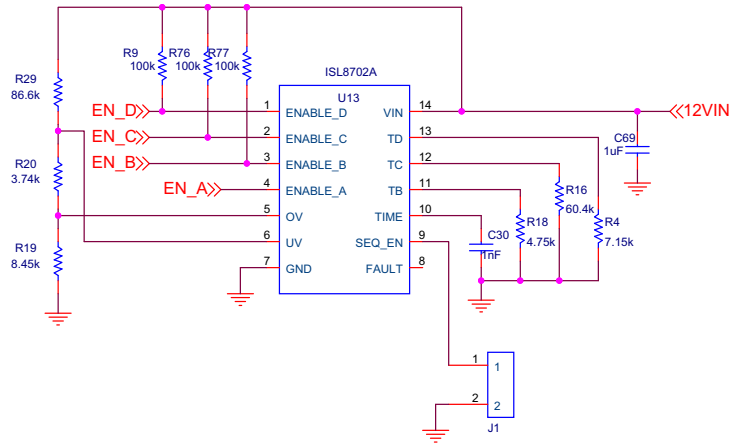 R9 R76 R77
100k 100k 100k
R29
86.6k
ISL8702A
U13
EN_D
1 ENABLE_D VIN 14
12VIN
EN_C
2 ENABLE_C TD 13
C69
1uF
EN_B
3 ENABLE_B TC 12
R20
3.74k
EN_A
4 ENABLE_A TB 11
R16
60.4k
5 OV TIME 10
R18
4.75k
R4
7.15k
R19
8.45k
6 UV SEQ_EN 9
C30
1nF
7 GND FAULT 8
1 1
2 2
J1